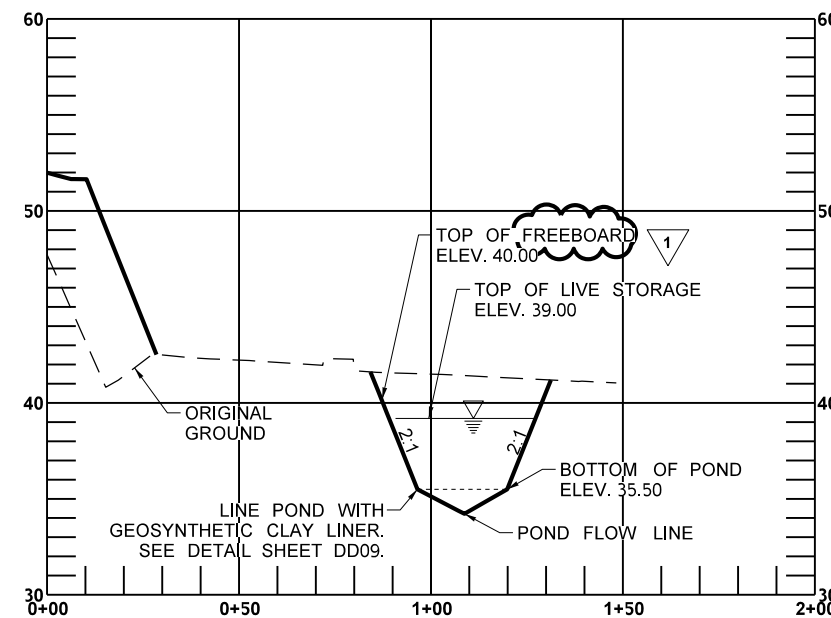 60
60
50
50
TOP OF FREEBOARD
ELEV. 40.00
1
TOP OF LIVE STORAGE
ELEV. 39.00
40
40
ORIGINAL
GROUND
2:1
2:1
BOTTOM OF POND
ELEV. 35.50
LINE POND WITH
GEOSYNTHETIC CLAY LINER.
SEE DETAIL SHEET DD09.
POND FLOW LINE
30
30
0+00
0+50
1+00
1+50
2+00